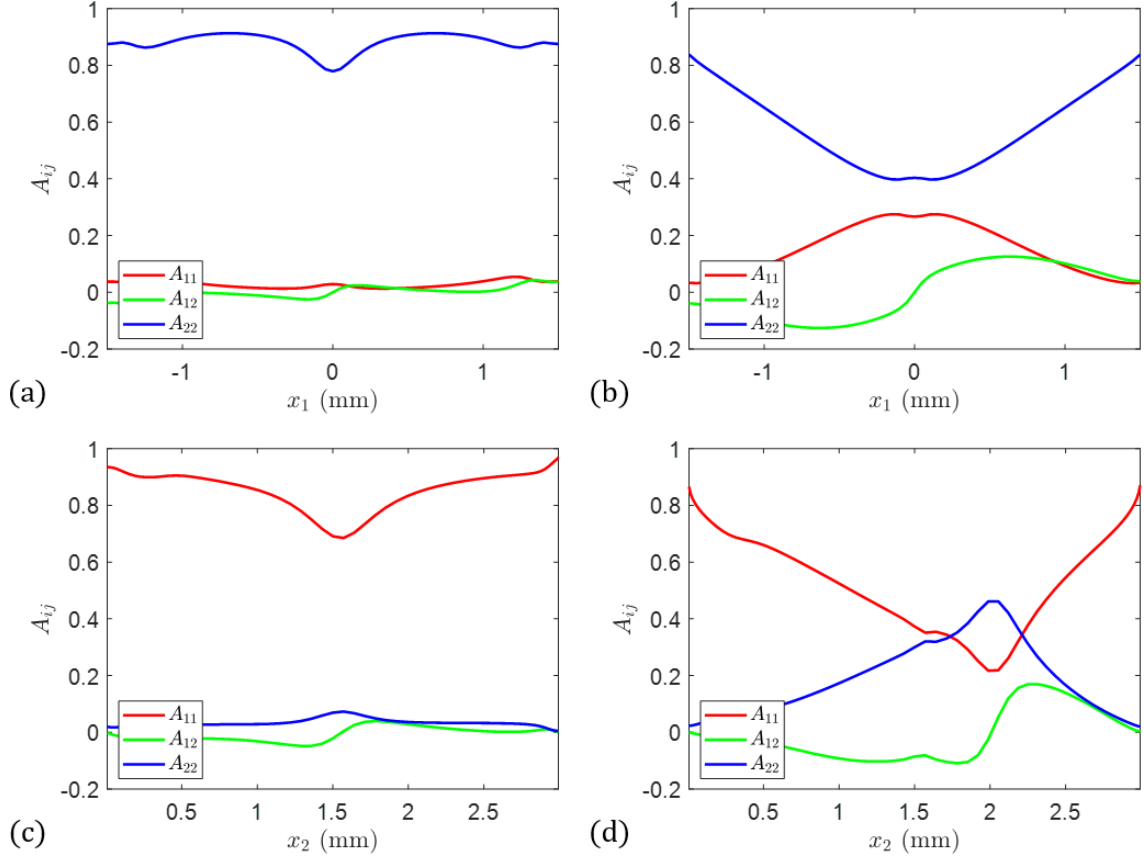 1
0.8
0.6
0.4
0.2
0
-0.2
A_{ij}
A_{11}
A_{12}
A_{22}
-1
0
1
x_1 (mm)
(a)
1
0.8
0.6
0.4
0.2
0
-0.2
A_{ij}
A_{11}
A_{12}
A_{22}
-1
0
1
x_1 (mm)
(b)
1
0.8
0.6
0.4
0.2
0
-0.2
A_{ij}
A_{11}
A_{12}
A_{22}
0.5
1
1.5
2
2.5
x_2 (mm)
(c)
1
0.8
0.6
0.4
0.2
0
-0.2
A_{ij}
A_{11}
A_{12}
A_{22}
0.5
1
1.5
2
2.5
x_2 (mm)
(d)